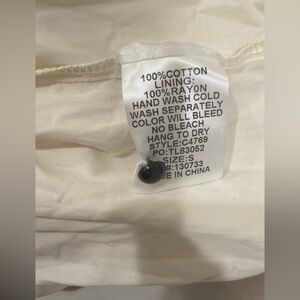 100%COTTON
LINING:
100%RAYON
HAND WASH COLD
WASH SEPARATELY
COLOR WILL BLEED
NO BLEACH
HANG TO DRY
STYLE:C4769
PO:TL83052
SIZE:S
#:130733
DE IN CHINA